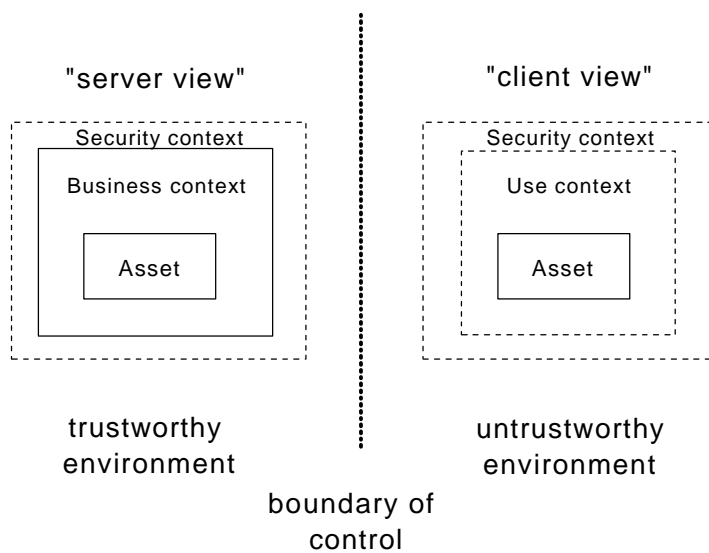 "server view"
Security context
Business context
Asset
trustworthy
environment
"client view"
Security context
Use context
Asset
untrustworthy
environment
boundary of
control